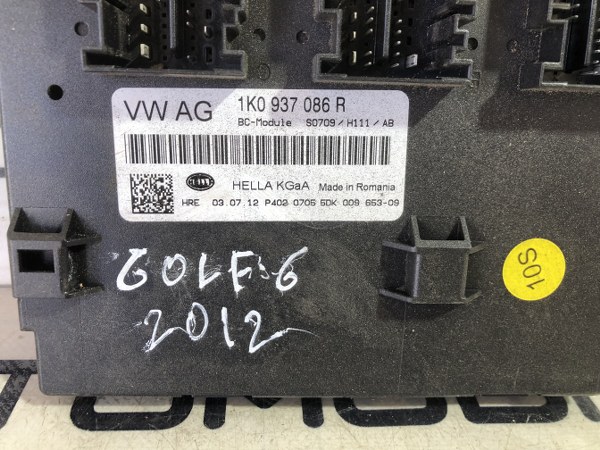 VW AG 1K0 937 086 R
BC-Module S0709 / H111 / AB
HELLA KGaA Made in Romania
HRE 03.07.12 P402 0705 5DK 009 653-09
GOLF 6
2012
10S